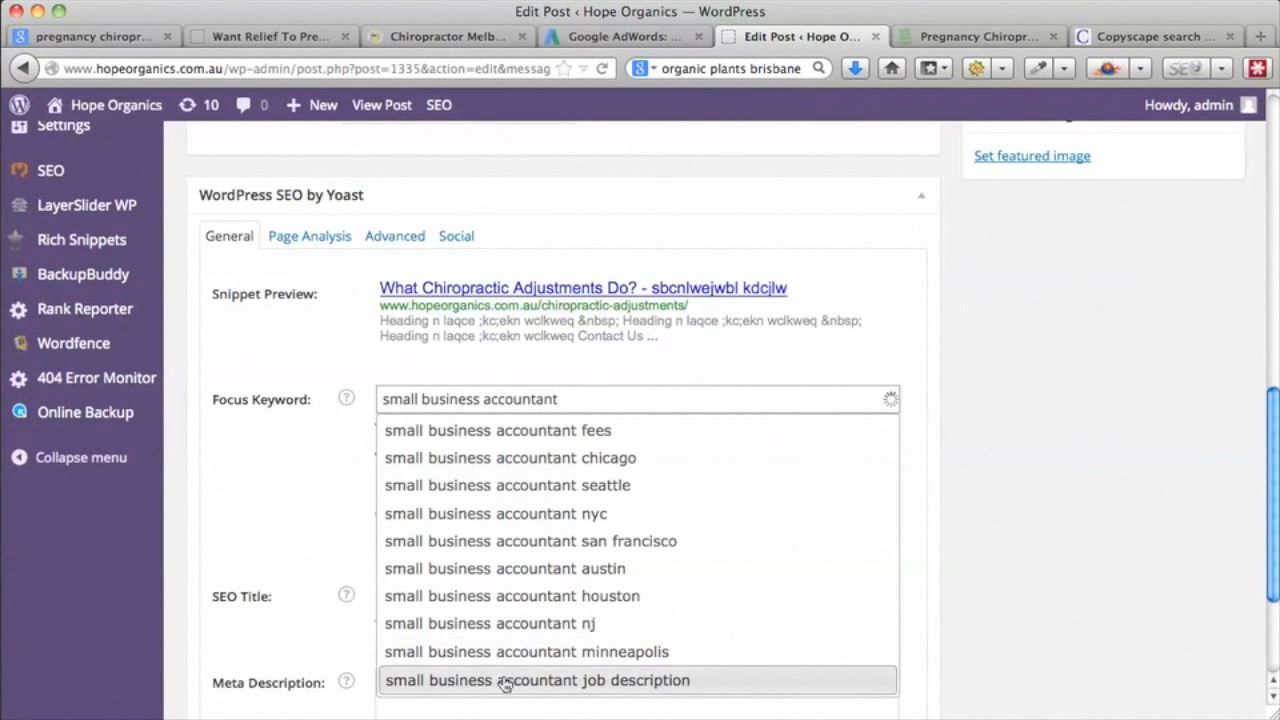 Edit Post ‹ Hope Organics — WordPress
pregnancy chiropr...
Want Relief To Pre...
Chiropractor Melb...
Google AdWords: ...
Edit Post ‹ Hope O...
Pregnancy Chiropr...
Copyscape search ...
www.hopeorganics.com.au/wp-admin/post.php?post=1335&action=edit&messag
organic plants brisbane
SEO
Hope Organics
10
0
New
View Post
SEO
Howdy, admin
Settings
SEO
LayerSlider WP
Rich Snippets
BackupBuddy
Rank Reporter
Wordfence
404 Error Monitor
Online Backup
Collapse menu
Set featured image
WordPress SEO by Yoast
General
Page Analysis
Advanced
Social
Snippet Preview:
What Chiropractic Adjustments Do? - sbcnlwejwbl kdcjlw
www.hopeorganics.com.au/chiropractic-adjustments/
Heading n laqce ;kc;ekn wclkweq &nbsp; Heading n laqce ;kc;ekn wclkweq &nbsp;
Heading n laqce ;kc;ekn wclkweq Contact Us ...
Focus Keyword:
?
small business accountant
small business accountant fees
small business accountant chicago
small business accountant seattle
small business accountant nyc
small business accountant san francisco
small business accountant austin
small business accountant houston
small business accountant nj
small business accountant minneapolis
small business accountant job description
SEO Title:
?
Meta Description:
?